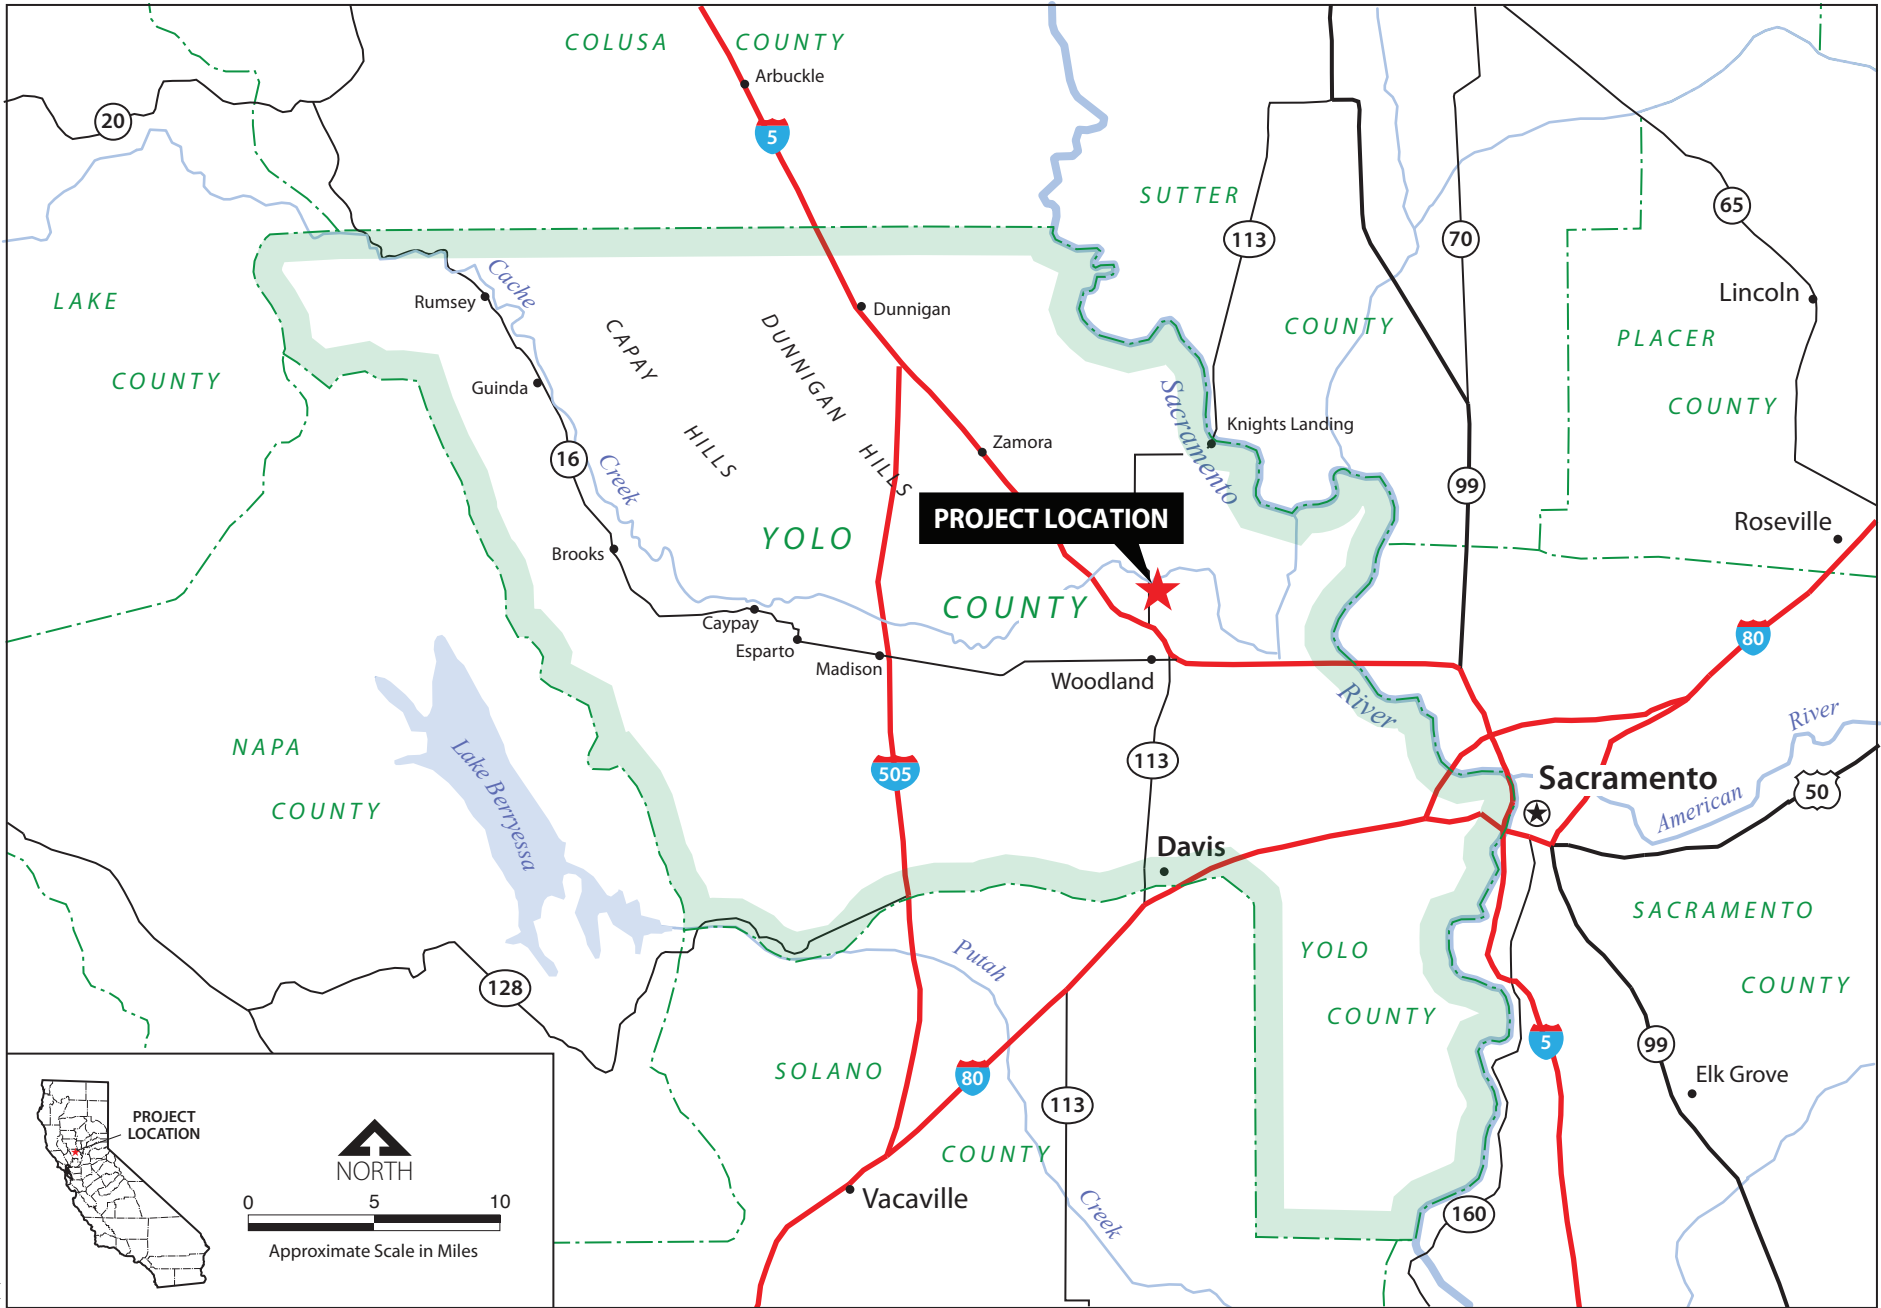 COLUSA COUNTY
Arbuckle
20
5
SUTTER
65
113
70
Cache
Rumsey
LAKE
Lincoln
Dunnigan
COUNTY
PLACER
CAPAY
DUNNIGAN
COUNTY
Guinda
Sacramento
COUNTY
Knights Landing
HILLS
HILLS
Zamora
16
Creek
99
PROJECT LOCATION
Roseville
YOLO
Brooks
COUNTY
Caypay
80
Esparto
Madison
Woodland
River
River
NAPA
Lake Berryessa
113
505
Sacramento
50
COUNTY
American
Davis
SACRAMENTO
YOLO
Putah
128
COUNTY
COUNTY
5
99
SOLANO
80
Elk Grove
113
PROJECT
LOCATION
COUNTY
NORTH
Vacaville
Creek
160
0 5 10
Approximate Scale in Miles